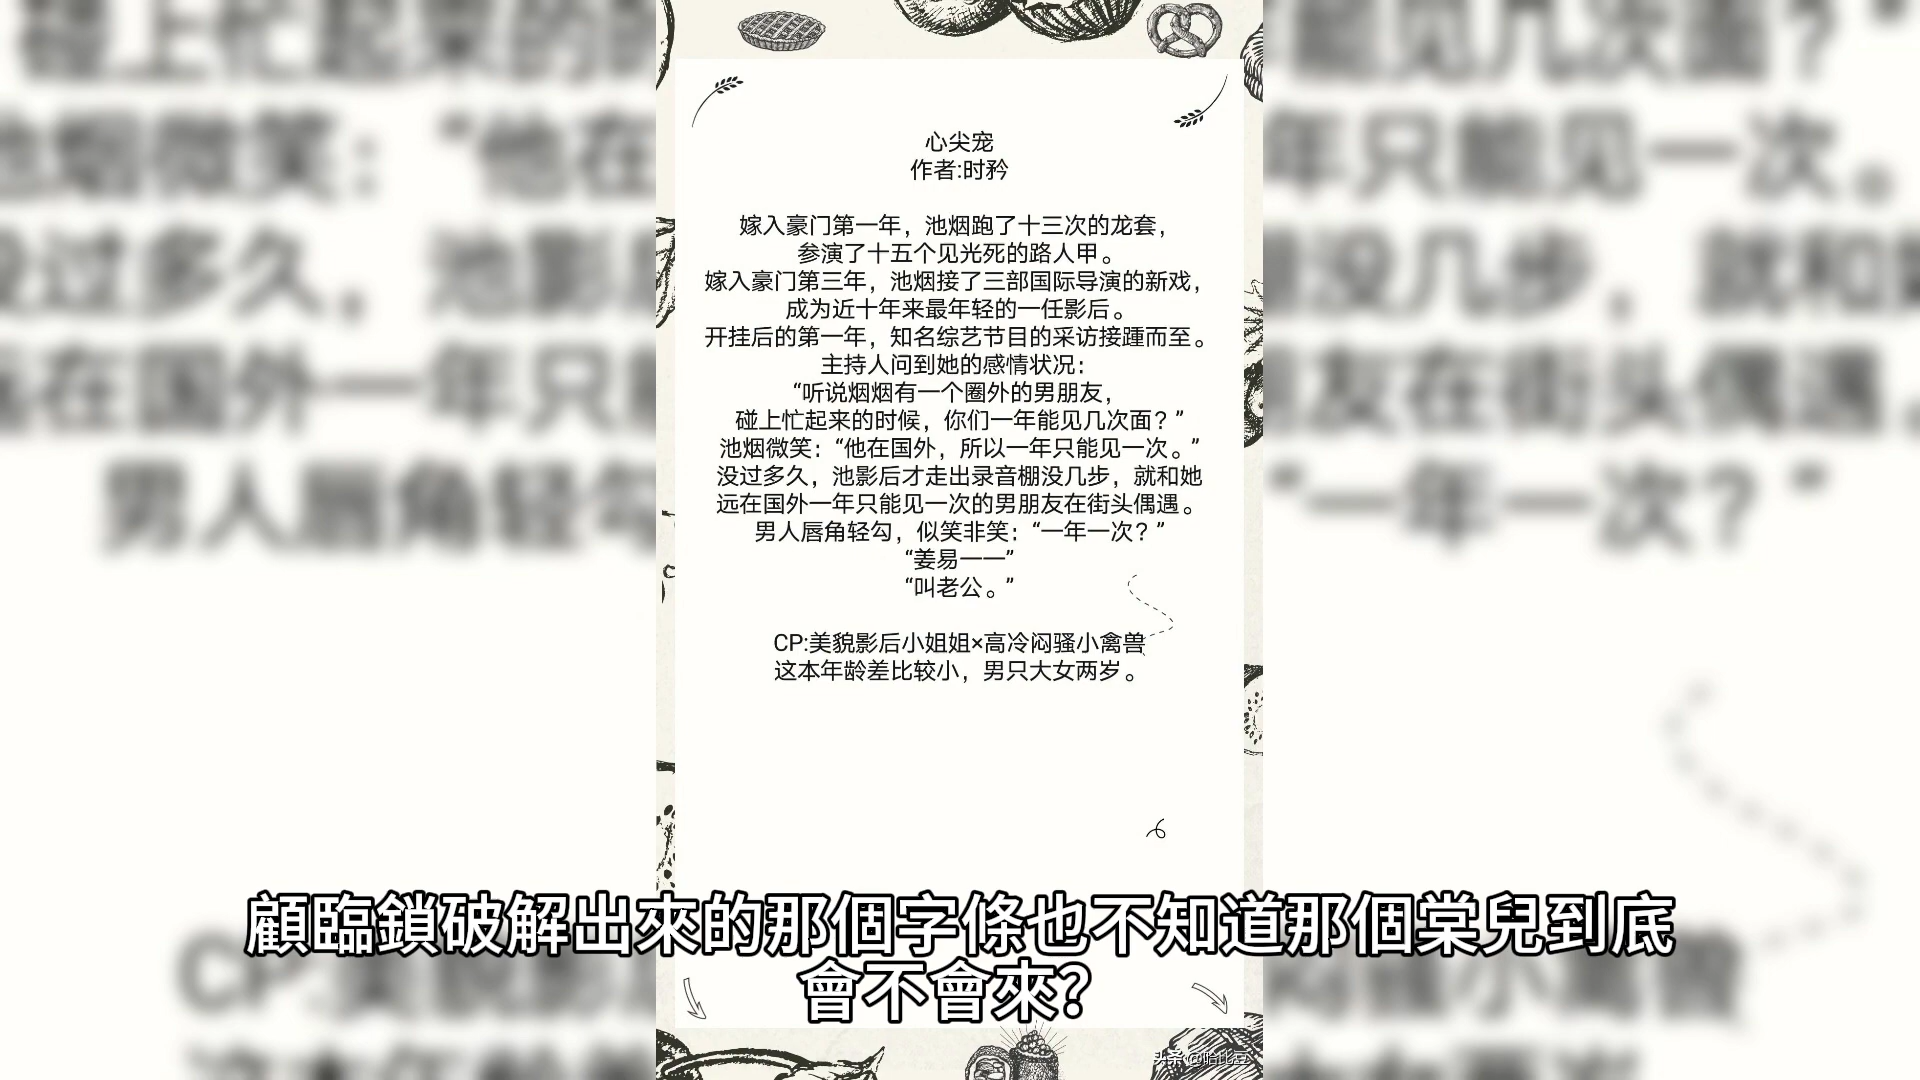 心尖宠
作者:时矜
嫁入豪门第一年，池烟跑了十三次的龙套，
参演了十五个见光死的路人甲。
嫁入豪门第三年，池烟接了三部国际导演的新戏，
成为近十年来最年轻的一任影后。
开挂后的第一年，知名综艺节目的采访接踵而至。
主持人问到她的感情状况：
“听说烟烟有一个圈外的男朋友，
碰上忙起来的时候，你们一年能见几次面？”
池烟微笑：“他在国外，所以一年只能见一次。”
没过多久，池影后才走出录音棚没几步，就和她
远在国外一年只能见一次的男朋友在街头偶遇。
男人唇角轻勾，似笑非笑：“一年一次？”
“姜易——”
“叫老公。”
CP:美貌影后小姐姐×高冷闷骚小禽兽
这本年龄差比较小，男只大女两岁。
顧臨鎖破解出來的那個字條也不知道那個棠兒到底
會不會來?
头条 @哈比豆